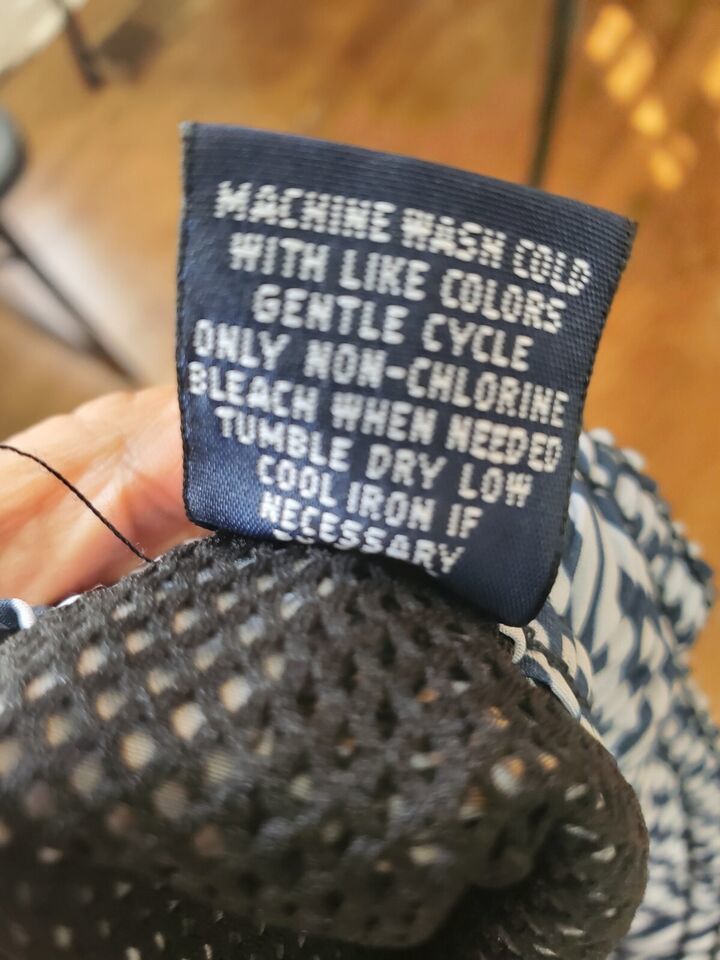 MACHINE WASH COLD
WITH LIKE COLORS
GENTLE CYCLE
ONLY NON-CHLORINE
BLEACH WHEN NEEDED
TUMBLE DRY LOW
COOL IRON IF
NECESSARY